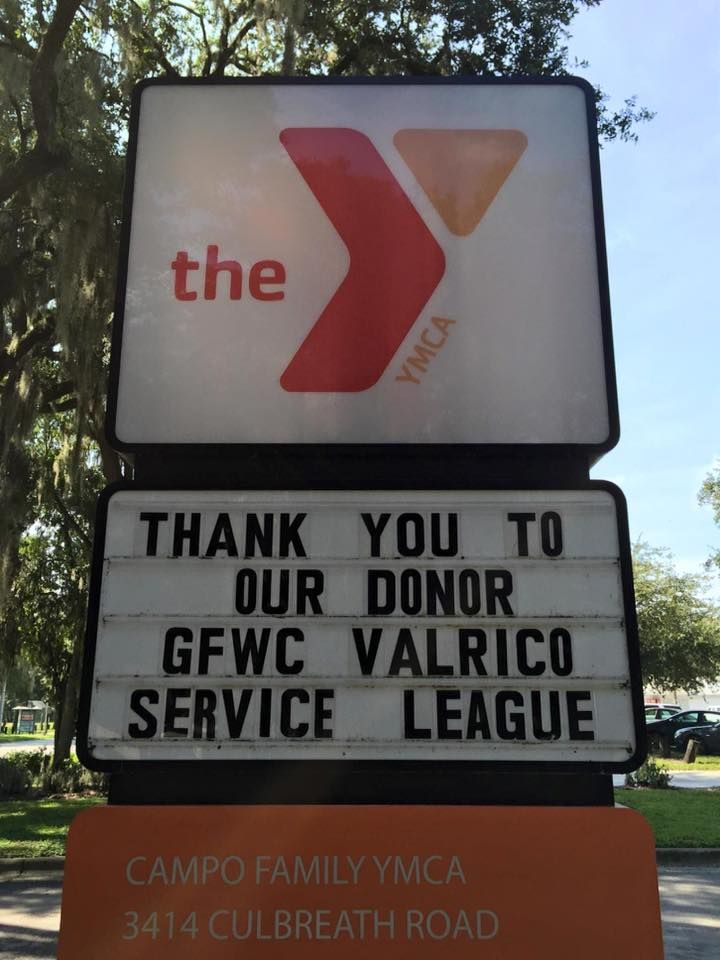 the
YMCA
THANK YOU TO
OUR DONOR
GFWC VALRICO
SERVICE LEAGUE
CAMPO FAMILY YMCA
3414 CULBREATH ROAD